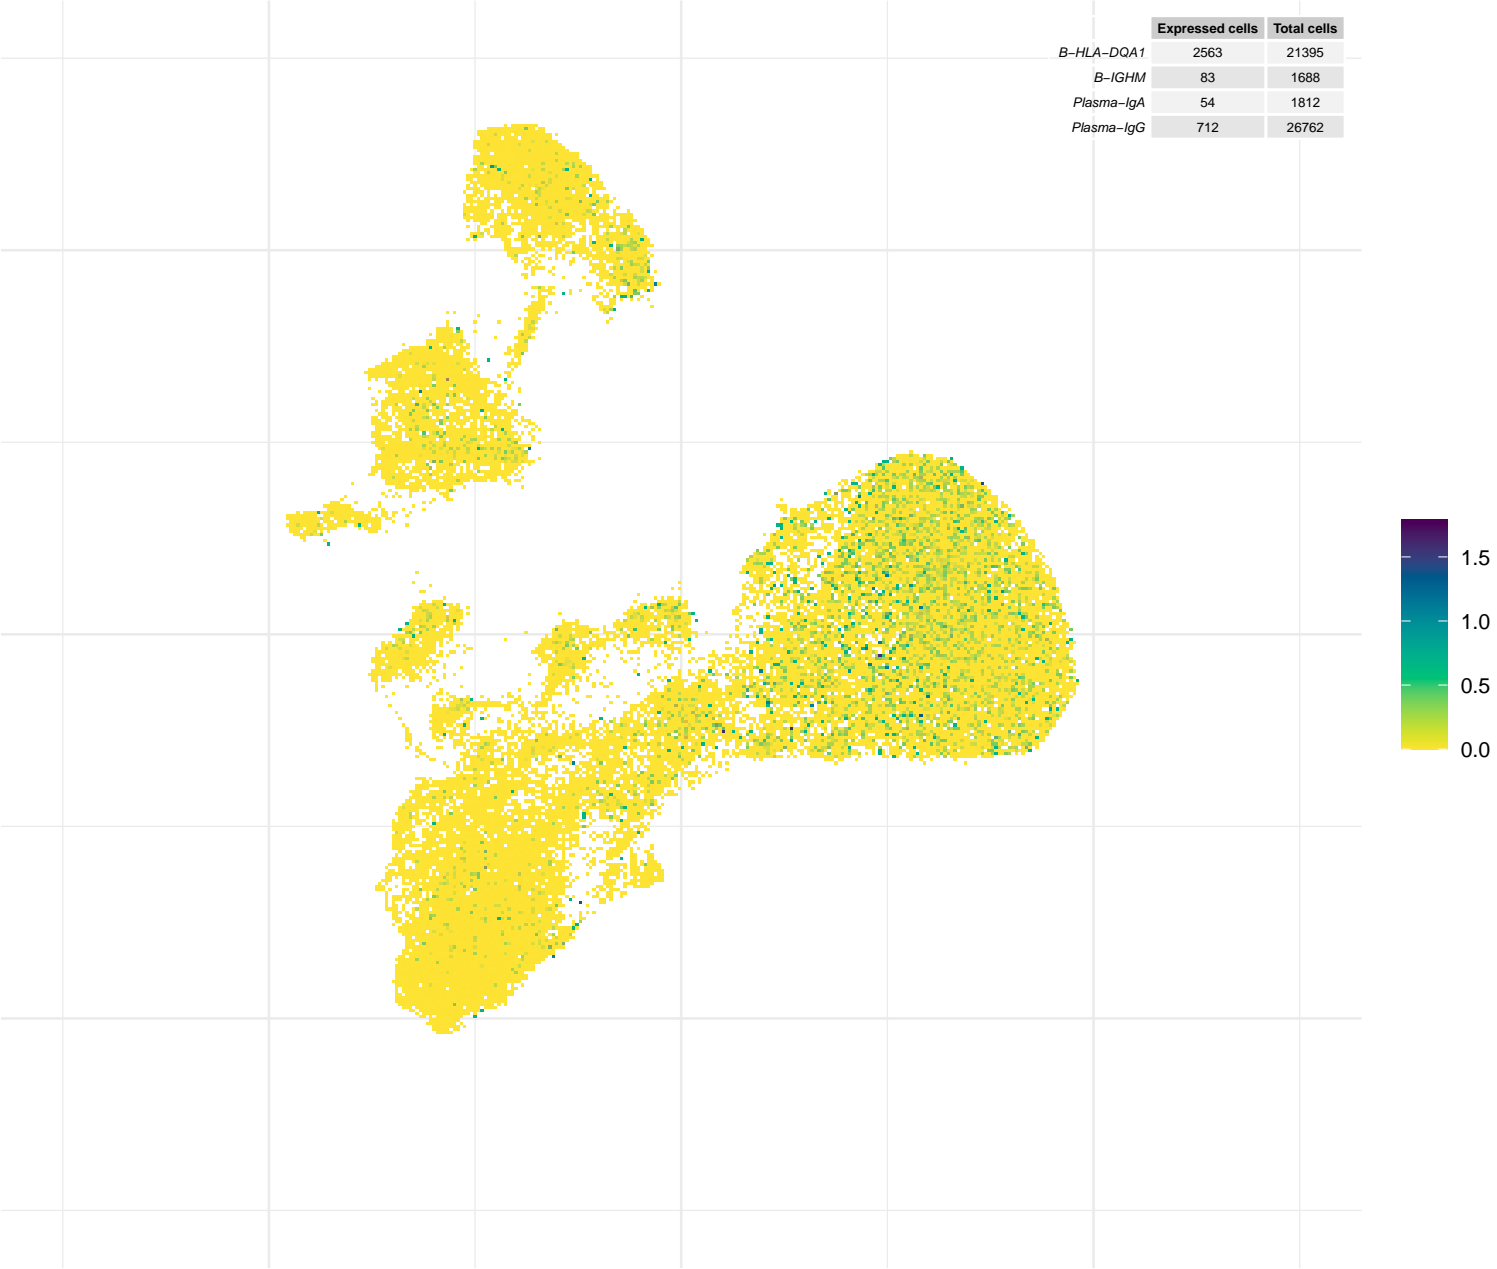 Expressed cells Total cells
B−HLA−DQA1 2563 21395
B−IGHM 83 1688
Plasma−IgA 54 1812
Plasma−IgG 712 26762
1.5
1.0
0.5
0.0